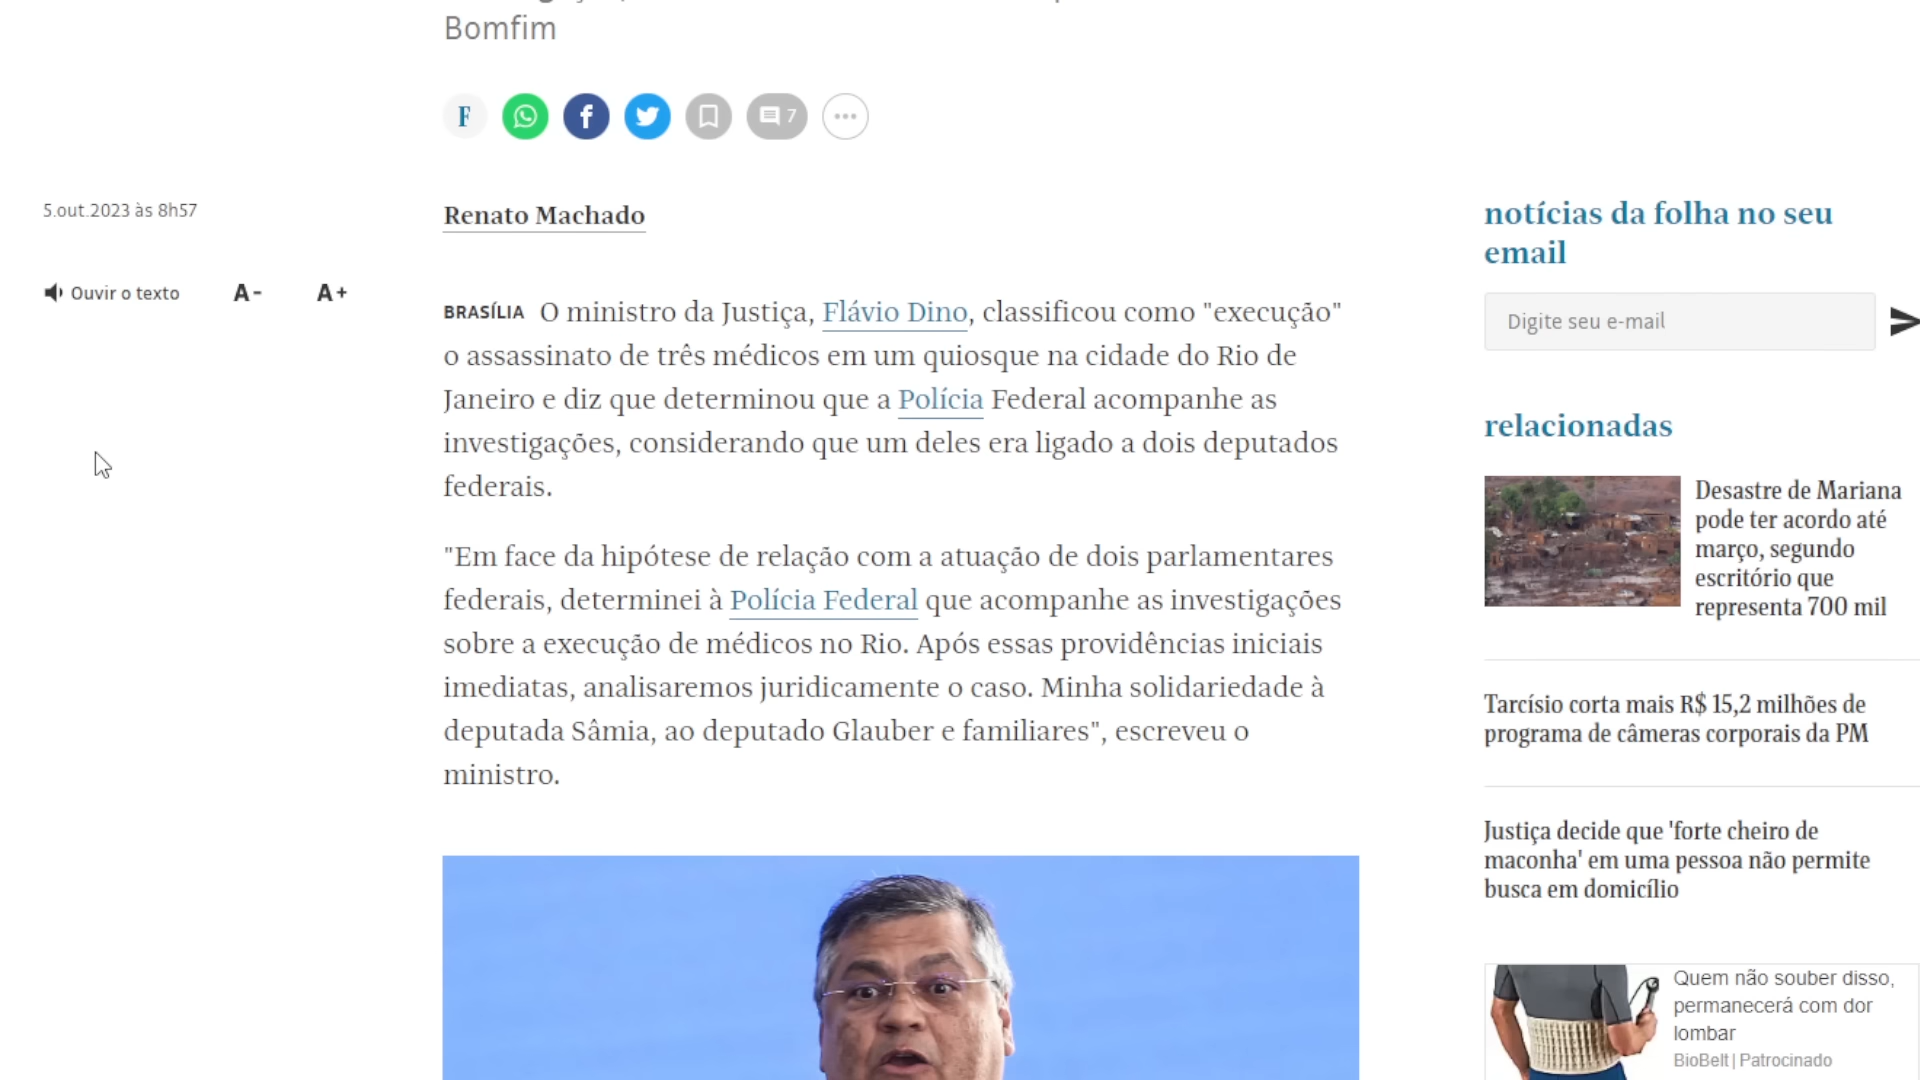 Bomfim
F
f
7
5.out.2023 às 8h57
Ouvir o texto
A-
A+
Renato Machado
BRASÍLIA O ministro da Justiça, Flávio Dino, classificou como "execução"
o assassinato de três médicos em um quiosque na cidade do Rio de
Janeiro e diz que determinou que a Polícia Federal acompanhe as
investigações, considerando que um deles era ligado a dois deputados
federais.
"Em face da hipótese de relação com a atuação de dois parlamentares
federais, determinei à Polícia Federal que acompanhe as investigações
sobre a execução de médicos no Rio. Após essas providências iniciais
imediatas, analisaremos juridicamente o caso. Minha solidariedade à
deputada Sâmia, ao deputado Glauber e familiares", escreveu o
ministro.
notícias da folha no seu
email
Digite seu e-mail
relacionadas
Desastre de Mariana
pode ter acordo até
março, segundo
escritório que
representa 700 mil
Tarcísio corta mais R$ 15,2 milhões de
programa de câmeras corporais da PM
Justiça decide que 'forte cheiro de
maconha' em uma pessoa não permite
busca em domicílio
Quem não souber disso,
permanecerá com dor
lombar
BioBelt | Patrocinado